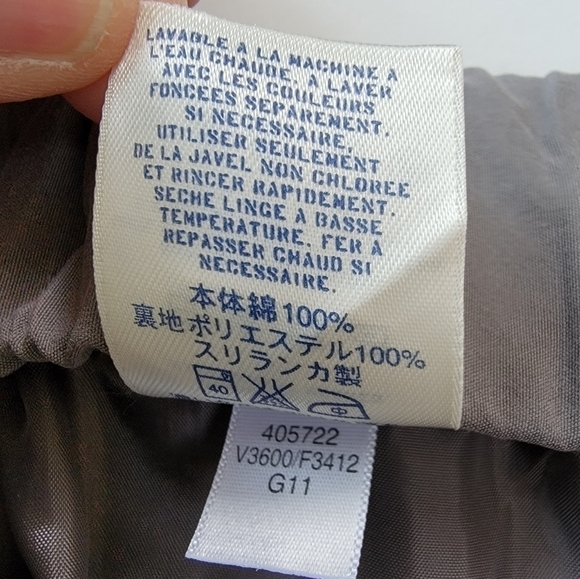 LAVABLE A LA MACHINE A
L'EAU CHAUDE, A LAVER
AVEC LES COULEURS
FONCEES SEPAREMENT,
SI NECESSAIRE.
UTILISER SEULEMENT
DE LA JAVEL NON CHLOREE
ET RINCER RAPIDEMENT.
SECHE LINGE A BASSE
TEMPERATURE. FER A
REPASSER CHAUD SI
NECESSAIRE.
本体綿100%
裏地ポリエステル100%
スリランカ製
40
中
405722
V3600/F3412
G11